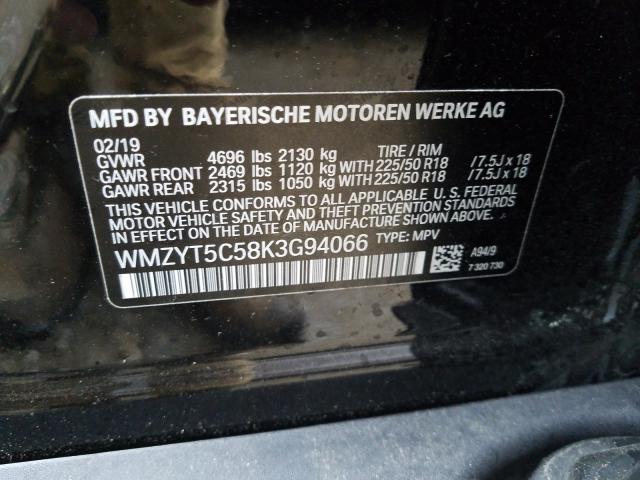 MFD BY BAYERISCHE MOTOREN WERKE AG
02/19 TIRE / RIM
GVWR 4696 lbs 2130 kg
GAWR FRONT 2469 lbs 1120 kg WITH 225/50 R18 /7.5J x 18
GAWR REAR 2315 lbs 1050 kg WITH 225/50 R18 /7.5J x 18
THIS VEHICLE CONFORMS TO ALL APPLICABLE U. S. FEDERAL
MOTOR VEHICLE SAFETY AND THEFT PREVENTION STANDARDS
IN EFFECT ON THE DATE OF MANUFACTURE SHOWN ABOVE.
WMZYT5C58K3G94066 TYPE: MPV
A94/9
7 320 730